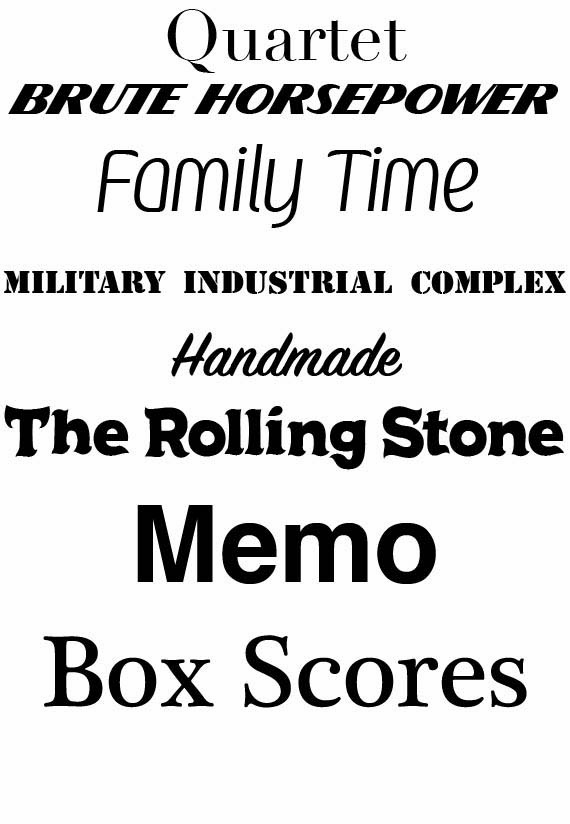 Quartet
BRUTE HORSEPOWER
Family Time
MILITARY INDUSTRIAL COMPLEX
Handmade
The Rolling Stone
Memo
Box Scores